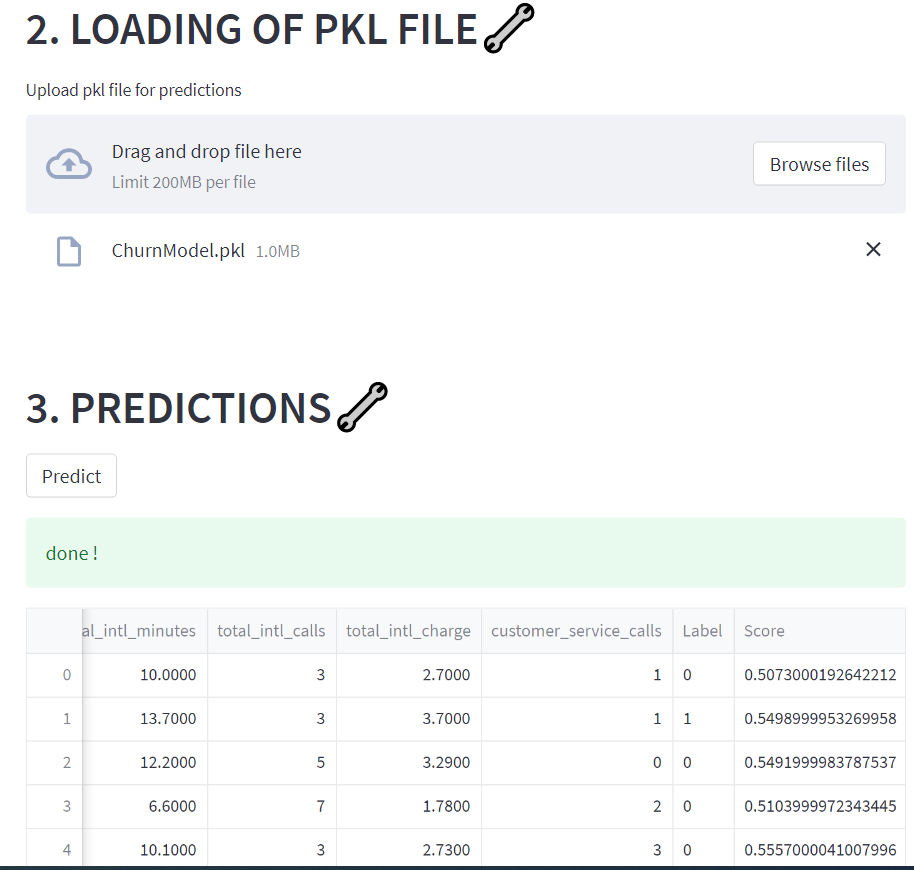 2. LOADING OF PKL FILE
Upload pkl file for predictions
Drag and drop file here
Limit 200MB per file
Browse files
ChurnModel.pkl 1.0MB
3. PREDICTIONS
Predict
done !
al_intl_minutes total_intl_calls total_intl_charge customer_service_calls Label Score
0 10.0000 3 2.7000 1 0 0.5073000192642212
1 13.7000 3 3.7000 1 1 0.5498999953269958
2 12.2000 5 3.2900 0 0 0.5491999983787537
3 6.6000 7 1.7800 2 0 0.5103999972343445
4 10.1000 3 2.7300 3 0 0.5557000041007996